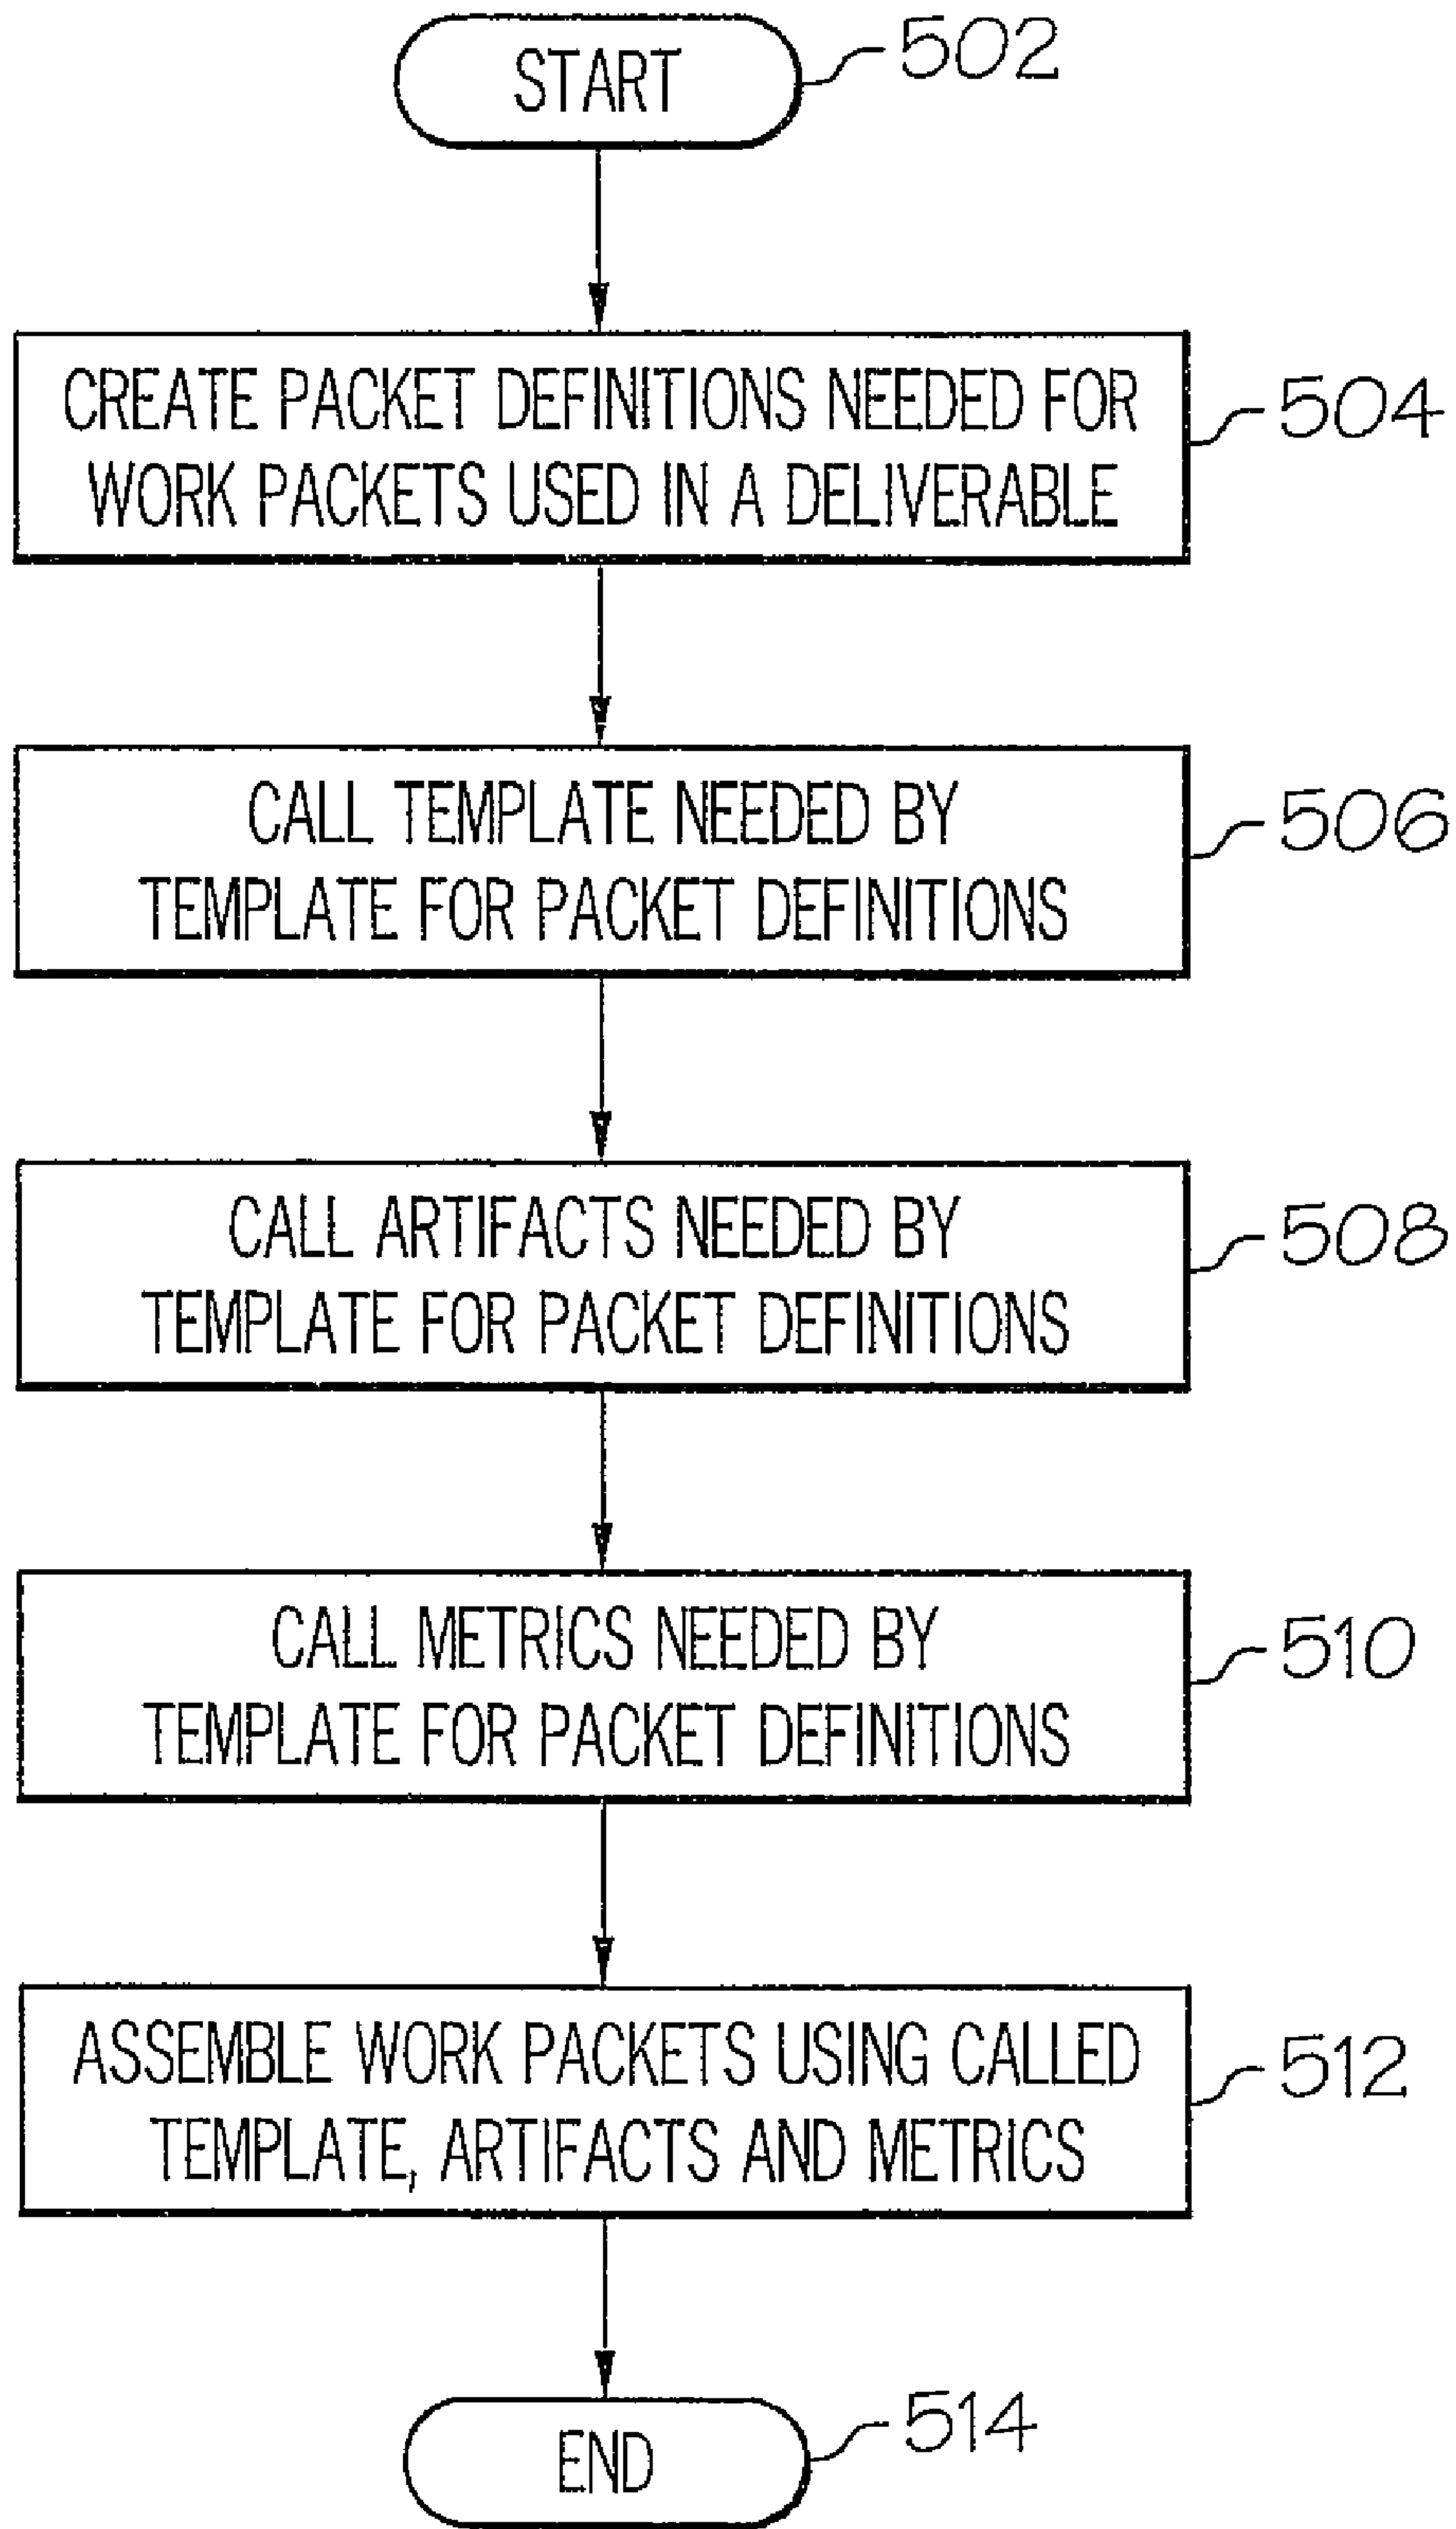 START
502
CREATE PACKET DEFINITIONS NEEDED FOR
WORK PACKETS USED IN A DELIVERABLE
504
CALL TEMPLATE NEEDED BY
TEMPLATE FOR PACKET DEFINITIONS
506
CALL ARTIFACTS NEEDED BY
TEMPLATE FOR PACKET DEFINITIONS
508
CALL METRICS NEEDED BY
TEMPLATE FOR PACKET DEFINITIONS
510
ASSEMBLE WORK PACKETS USING CALLED
TEMPLATE, ARTIFACTS AND METRICS
512
END
514